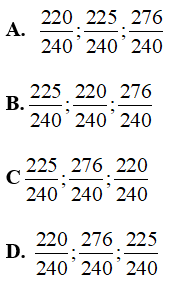 A. 220/240; 225/240; 276/240
B. 225/240; 220/240; 276/240
C 225/240; 276/240; 220/240
D. 220/240; 276/240; 225/240